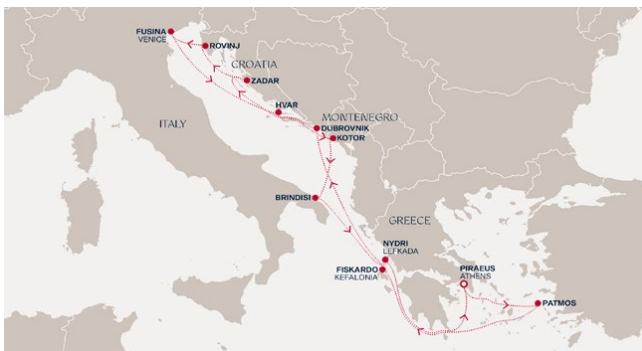 FUSINA
VENICE
ROVINJ
CROATIA
ZADAR
HVAR
MONTENEGRO
DUBROVNIK
KOTOR
ITALY
BRINDISI
GREECE
NYDRI
LEFKADA
FISKARDO
KEFALONIA
PIRAEUS
ATHENS
PATMOS